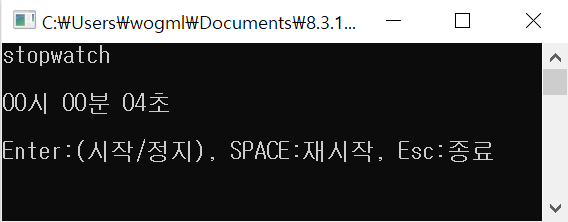 C:₩Users₩wogml₩Documents₩8.3.1...
stopwatch
00시 00분 04초
Enter:(시작/정지), SPACE:재시작, Esc:종료